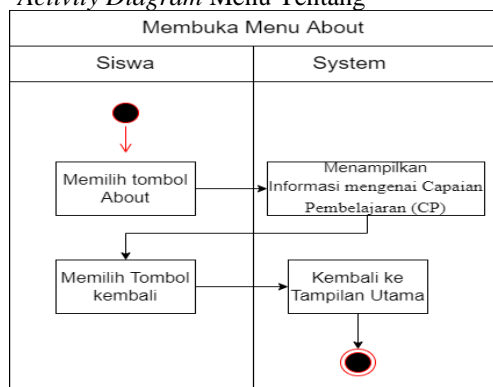 Activity Diagram Menu Tentang
Membuka Menu About
Siswa
System
Memilih tombol
About
Menampilkan
Informasi mengenai Capaian
Pembelajaran (CP)
Memilih Tombol
kembali
Kembali ke
Tampilan Utama